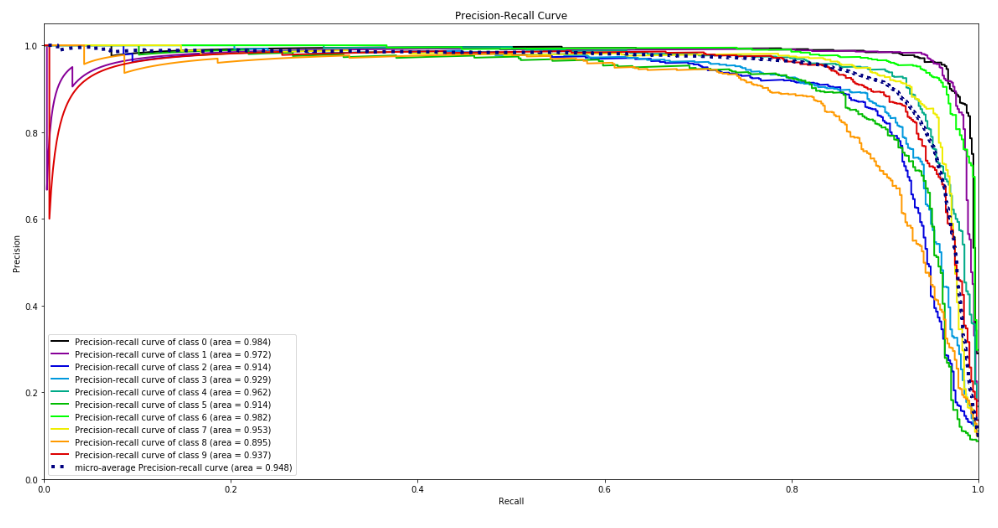 Precision-Recall Curve
1.0
0.8
0.6
0.4
0.2
0.0
Precision
Precision-recall curve of class 0 (area = 0.984)
Precision-recall curve of class 1 (area = 0.972)
Precision-recall curve of class 2 (area = 0.914)
Precision-recall curve of class 3 (area = 0.929)
Precision-recall curve of class 4 (area = 0.962)
Precision-recall curve of class 5 (area = 0.914)
Precision-recall curve of class 6 (area = 0.982)
Precision-recall curve of class 7 (area = 0.953)
Precision-recall curve of class 8 (area = 0.895)
Precision-recall curve of class 9 (area = 0.937)
micro-average Precision-recall curve (area = 0.948)
0.0 0.2 0.4 0.6 0.8 1.0
Recall